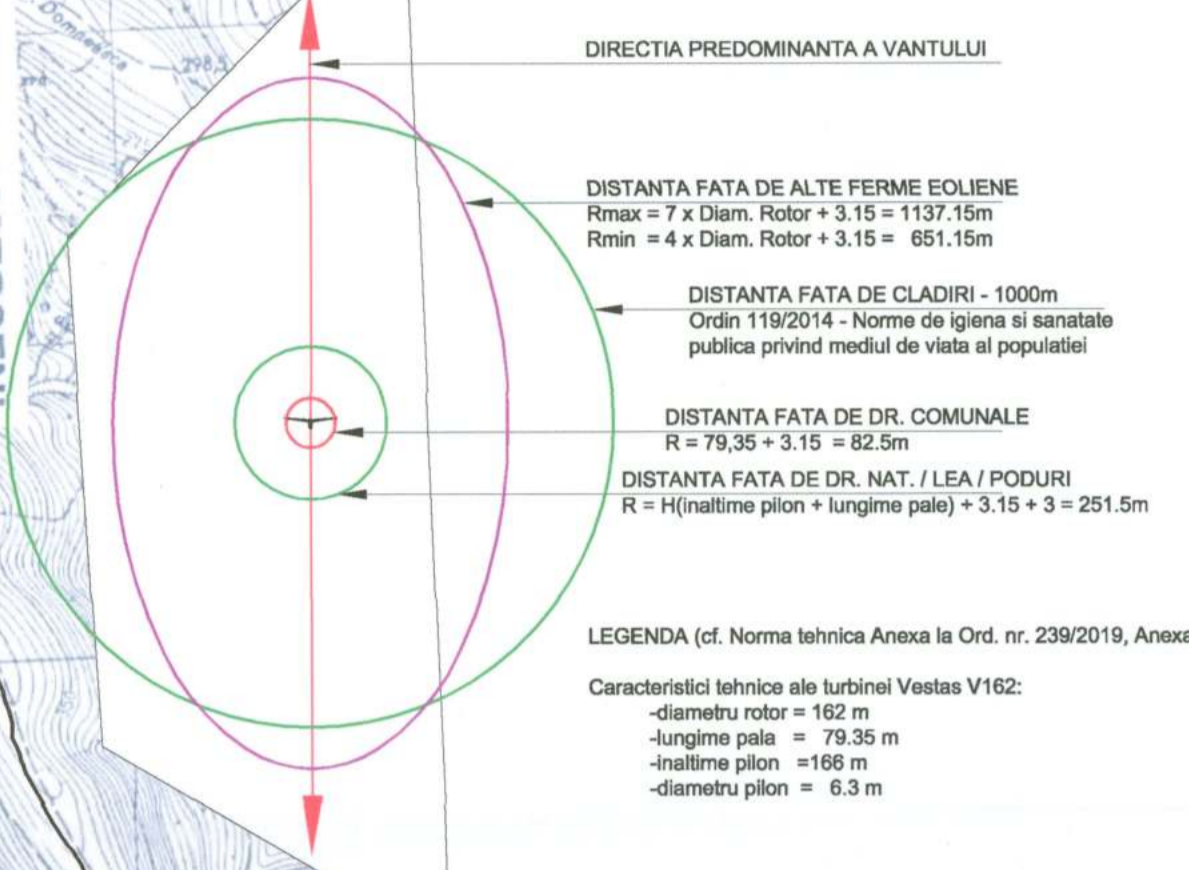 Domneasca
298,5
DIRECTIA PREDOMINANTA A VANTULUI
DISTANTA FATA DE ALTE FERME EOLIENE
Rmax = 7 x Diam. Rotor + 3.15 = 1137.15m
Rmin = 4 x Diam. Rotor + 3.15 = 651.15m
DISTANTA FATA DE CLADIRI - 1000m
Ordin 119/2014 - Norme de igiena si sanatate
publica privind mediul de viata al populatiei
DISTANTA FATA DE DR. COMUNALE
R = 79,35 + 3.15 = 82.5m
DISTANTA FATA DE DR. NAT. / LEA / PODURI
R = H(inaltime pilon + lungime pale) + 3.15 + 3 = 251.5m
LEGENDA (cf. Norma tehnica Anexa la Ord. nr. 239/2019, Anexa
Caracteristici tehnice ale turbinei Vestas V162:
-diametru rotor = 162 m
-lungime pala = 79.35 m
-inaltime pilon =166 m
-diametru pilon = 6.3 m